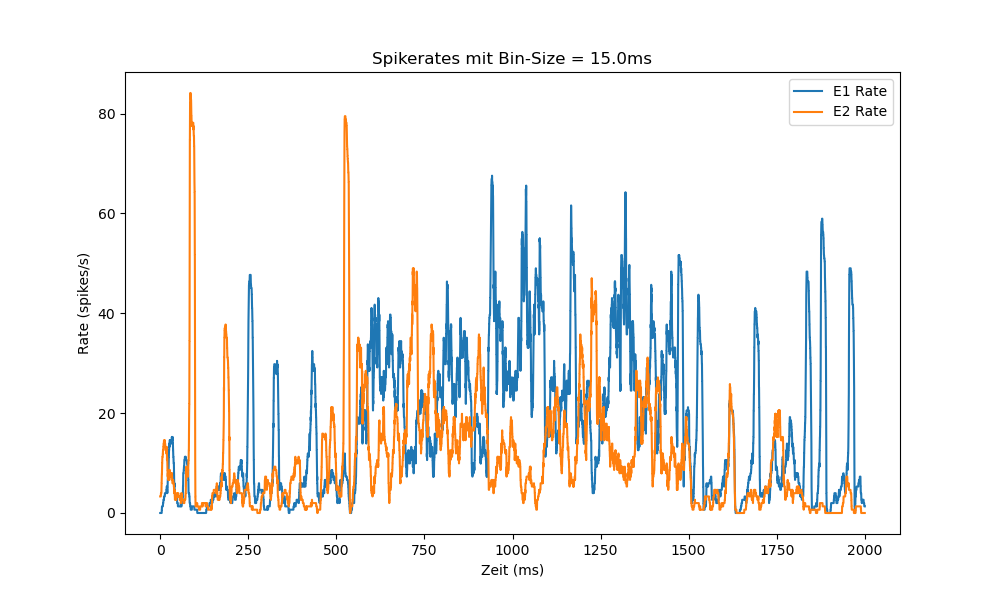 Spikerates mit Bin-Size = 15.0ms
E1 Rate
E2 Rate
Rate (spikes/s)
80
60
40
20
0
0 250 500 750 1000 1250 1500 1750 2000
Zeit (ms)